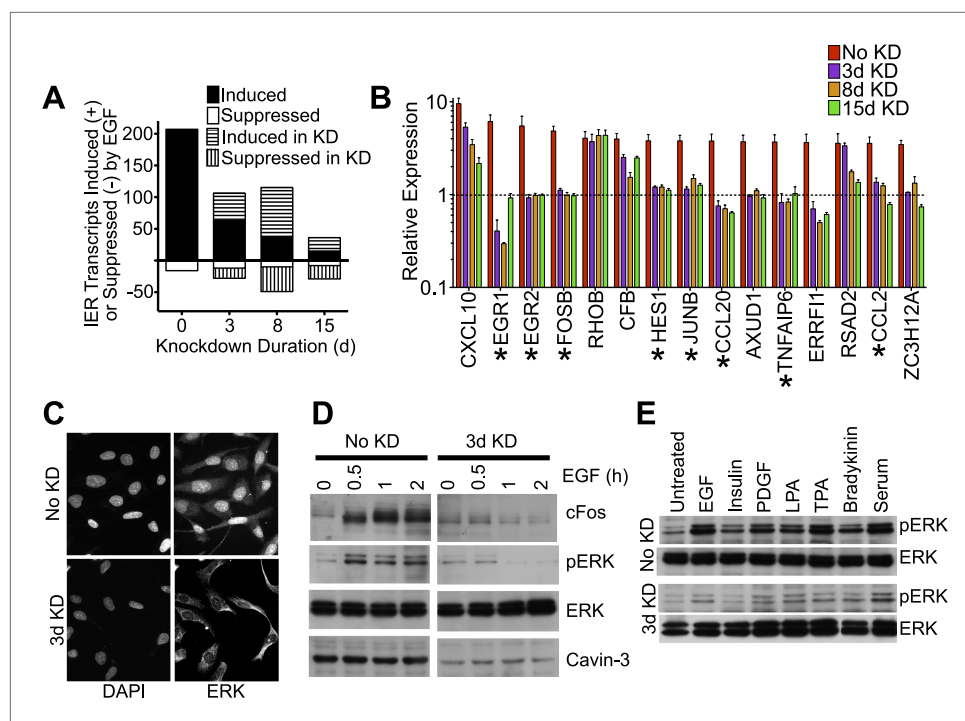 A
Induced
Suppressed
Induced in KD
Suppressed in KD
IER Transcripts Induced (+)
or Suppressed (-) by EGF
200
150
100
50
0
-50
0 3 8 15
Knockdown Duration (d)
B
No KD
3d KD
8d KD
15d KD
Relative Expression
10
1
0.1
CXCL10
*EGR1
*EGR2
*FOSB
RHOB
CFB
*HES1
*JUNB
*CCL20
AXUD1
*TNFAIP6
ERRFI1
RSAD2
*CCL2
ZC3H12A
C
No KD
3d KD
DAPI ERK
D
No KD 3d KD
0 0.5 1 2 0 0.5 1 2 EGF (h)
cFos
pERK
ERK
Cavin-3
E
Untreated
EGF
Insulin
PDGF
LPA
TPA
Bradykinin
Serum
No KD
pERK
ERK
3d KD
pERK
ERK